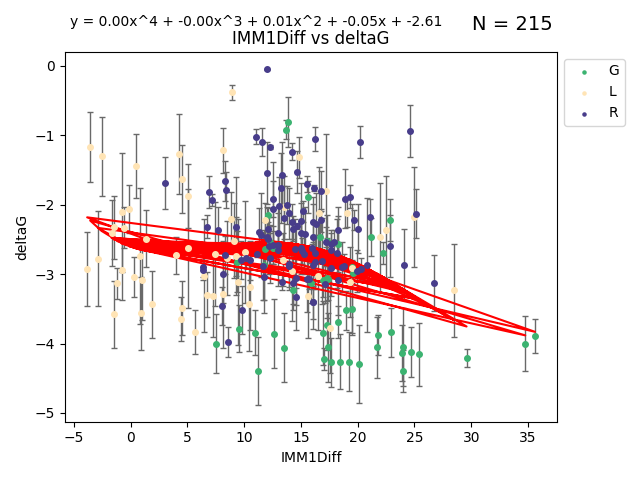 y = 0.00x^4 + -0.00x^3 + 0.01x^2 + -0.05x + -2.61
N = 215
IMM1Diff vs deltaG
G
L
R
0
−1
−2
−3
−4
−5
deltaG
−5 0 5 10 15 20 25 30 35
IMM1Diff